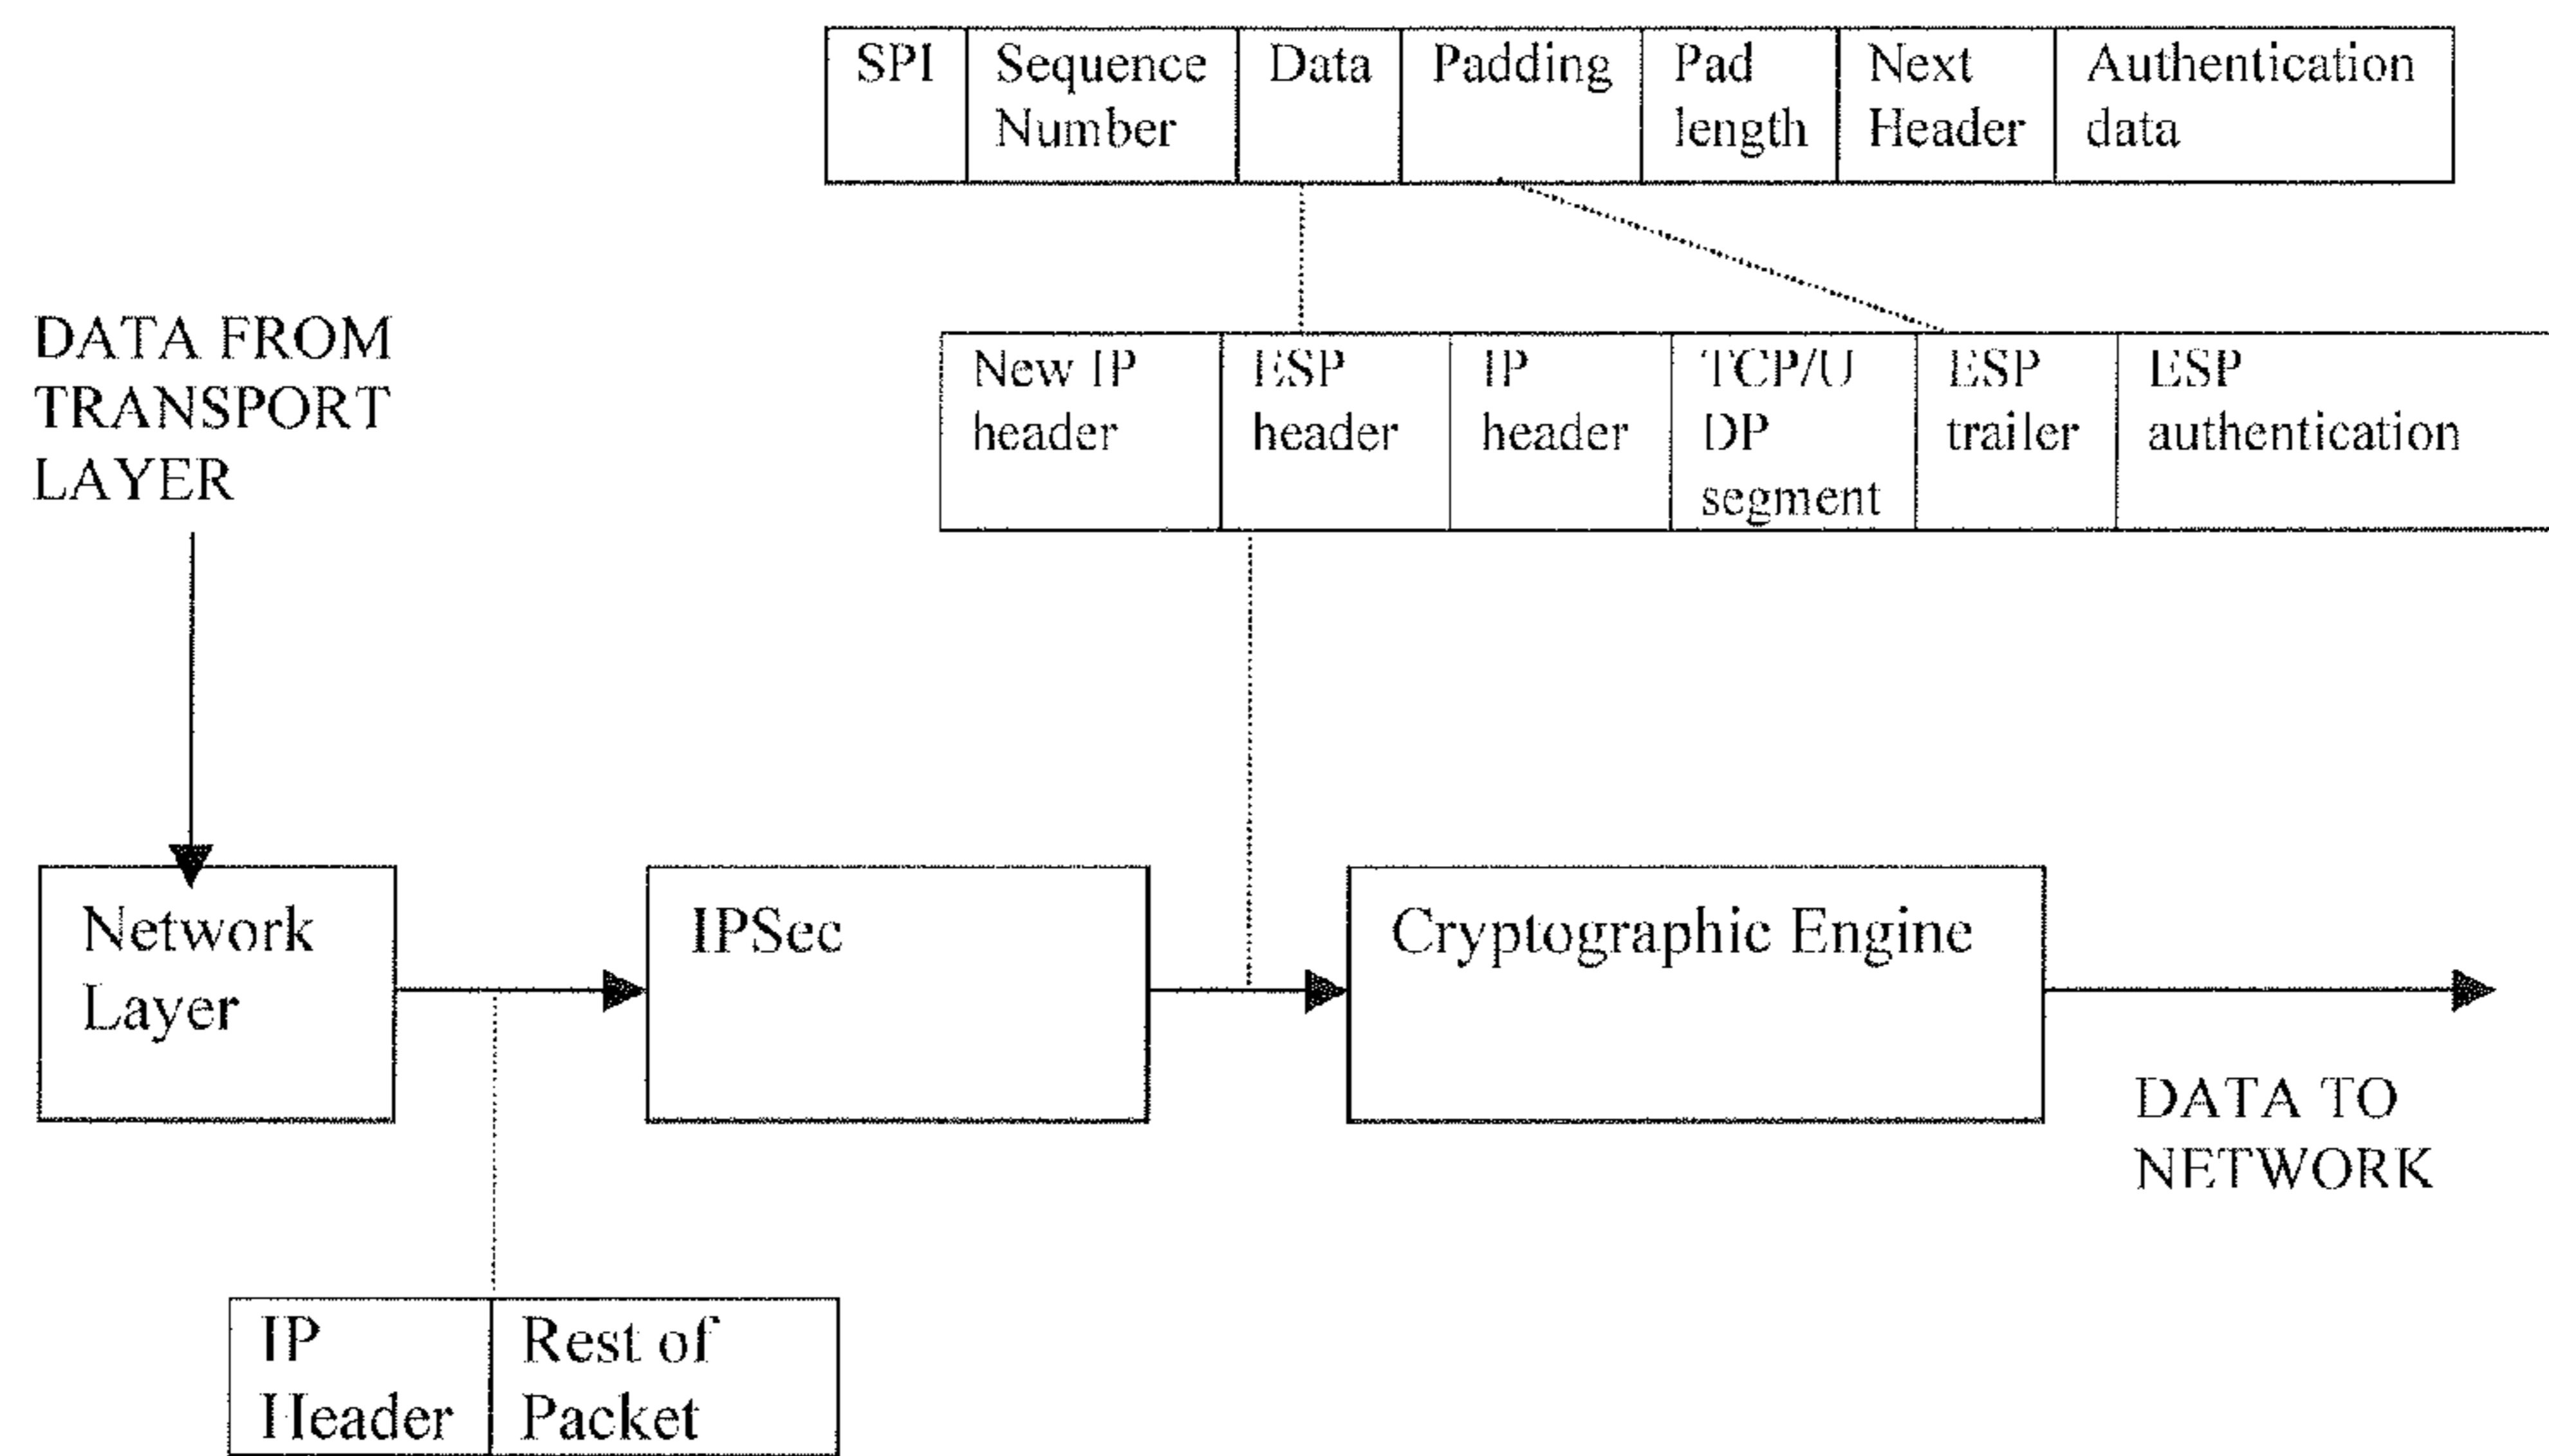 SPI
Sequence
Number
Data
Padding
Pad
length
Next
Header
Authentication
data
DATA FROM
TRANSPORT
LAYER
New IP
header
ESP
header
IP
header
TCP/U
DP
segment
ESP
trailer
ESP
authentication
Network
Layer
IPSec
Cryptographic Engine
DATA TO
NETWORK
IP
Header
Rest of
Packet